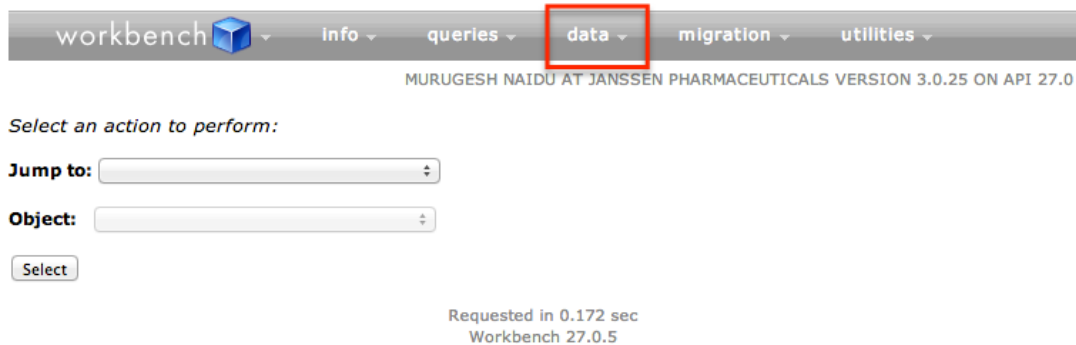 workbench info queries data migration utilities
MURUGESH NAIDU AT JANSSEN PHARMACEUTICALS VERSION 3.0.25 ON API 27.0
Select an action to perform:
Jump to:
Object:
Select
Requested in 0.172 sec
Workbench 27.0.5